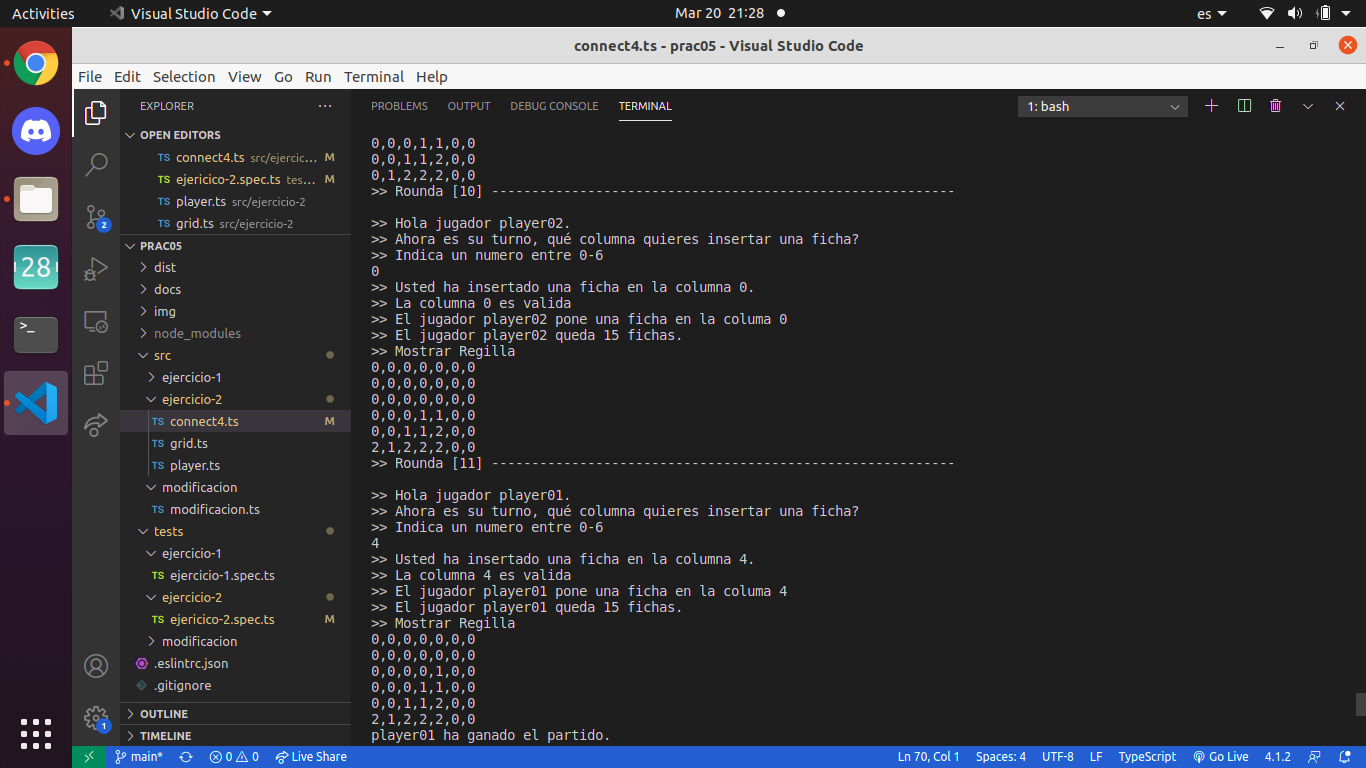 Activities
Visual Studio Code
Mar 20 21:28
es
connect4.ts - prac05 - Visual Studio Code
File Edit Selection View Go Run Terminal Help
28
EXPLORER
OPEN EDITORS
TS connect4.ts src/ejercic... M
TS ejericico-2.spec.ts tes... M
TS player.ts src/ejercicio-2
TS grid.ts src/ejercicio-2
PRAC05
dist
docs
img
node_modules
src
ejercicio-1
ejercicio-2
TS connect4.ts M
TS grid.ts
TS player.ts
modificacion
TS modificacion.ts
tests
ejercicio-1
TS ejercicio-1.spec.ts
ejercicio-2
TS ejericico-2.spec.ts M
modificacion
.eslintrc.json
.gitignore
OUTLINE
TIMELINE
2
1
PROBLEMS OUTPUT DEBUG CONSOLE TERMINAL
1: bash
0,0,0,1,1,0,0
0,0,1,1,2,0,0
0,1,2,2,2,0,0
>> Rounda [10] ----------------------------------------------------------
>> Hola jugador player02.
>> Ahora es su turno, qué columna quieres insertar una ficha?
>> Indica un numero entre 0-6
0
>> Usted ha insertado una ficha en la columna 0.
>> La columna 0 es valida
>> El jugador player02 pone una ficha en la columa 0
>> El jugador player02 queda 15 fichas.
>> Mostrar Regilla
0,0,0,0,0,0,0
0,0,0,0,0,0,0
0,0,0,0,0,0,0
0,0,0,1,1,0,0
0,0,1,1,2,0,0
2,1,2,2,2,0,0
>> Rounda [11] ----------------------------------------------------------
>> Hola jugador player01.
>> Ahora es su turno, qué columna quieres insertar una ficha?
>> Indica un numero entre 0-6
4
>> Usted ha insertado una ficha en la columna 4.
>> La columna 4 es valida
>> El jugador player01 pone una ficha en la columa 4
>> El jugador player01 queda 15 fichas.
>> Mostrar Regilla
0,0,0,0,0,0,0
0,0,0,0,0,0,0
0,0,0,0,1,0,0
0,0,0,1,1,0,0
0,0,1,1,2,0,0
2,1,2,2,2,0,0
player01 ha ganado el partido.
main* 0 0 Live Share Ln 70, Col 1 Spaces: 4 UTF-8 LF TypeScript Go Live 4.1.2